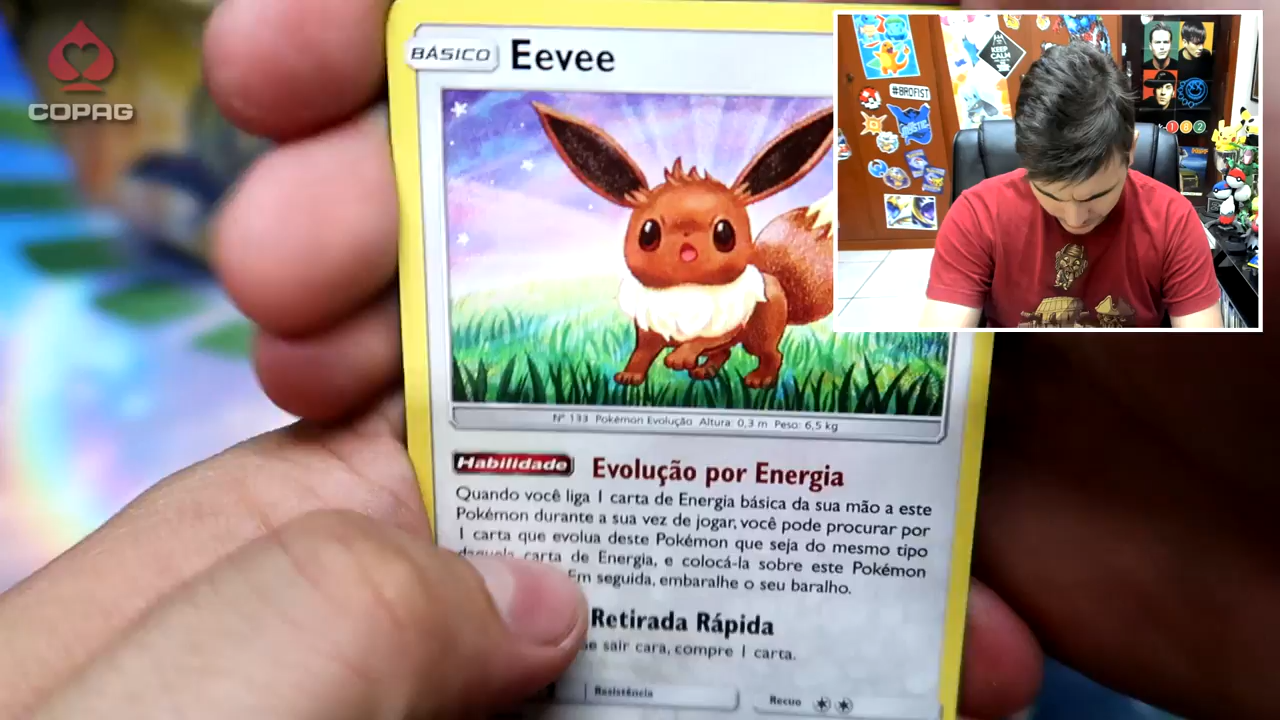 COPAG
BÁSICO Eevee
Nº 133 Pokémon Evolução Altura: 0,3 m Peso: 6,5 kg
Habilidade Evolução por Energia
Quando você liga 1 carta de Energia básica da sua mão a este
Pokémon durante a sua vez de jogar, você pode procurar por
1 carta que evolua deste Pokémon que seja do mesmo tipo
daquela carta de Energia, e colocá-la sobre este Pokémon
Em seguida, embaralhe o seu baralho.
Retirada Rápida
sair cara, compre 1 carta.
Resistência
Recuo
#BROFIST
KEEP
CALM
182